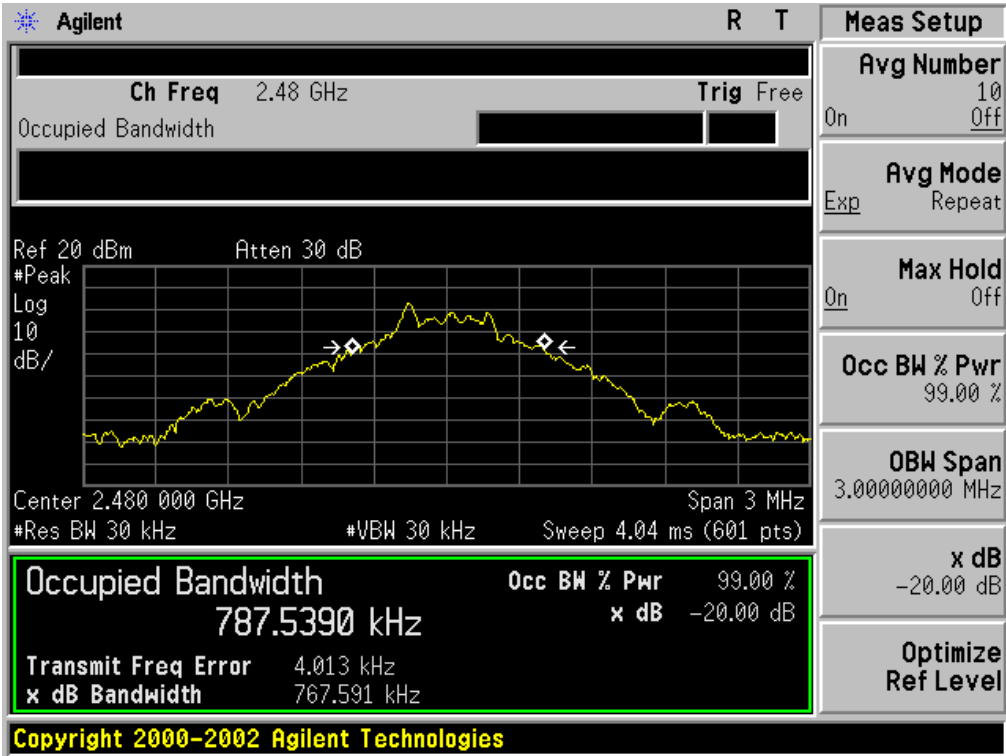 Agilent R T
Ch Freq 2.48 GHz Trig Free
Occupied Bandwidth
Ref 20 dBm Atten 30 dB
#Peak
Log
10
dB/
Center 2.480 000 GHz Span 3 MHz
#Res BW 30 kHz #VBW 30 kHz Sweep 4.04 ms (601 pts)
Occupied Bandwidth
787.5390 kHz
Occ BW % Pwr 99.00 %
x dB -20.00 dB
Transmit Freq Error 4.013 kHz
x dB Bandwidth 767.591 kHz
Copyright 2000-2002 Agilent Technologies
Meas Setup
Avg Number
10
On Off
Avg Mode
Exp Repeat
Max Hold
On Off
Occ BW % Pwr
99.00 %
OBW Span
3.00000000 MHz
x dB
-20.00 dB
Optimize
Ref Level